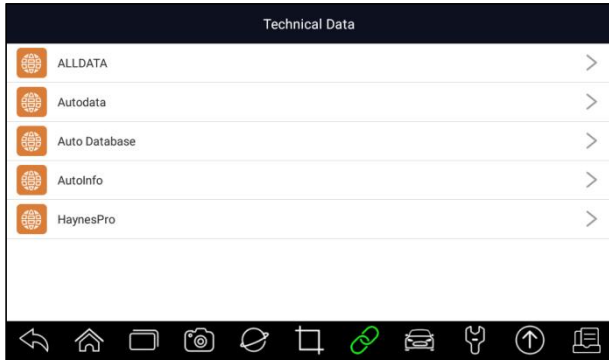 Technical Data
ALLDATA
Autodata
Auto Database
AutoInfo
HaynesPro